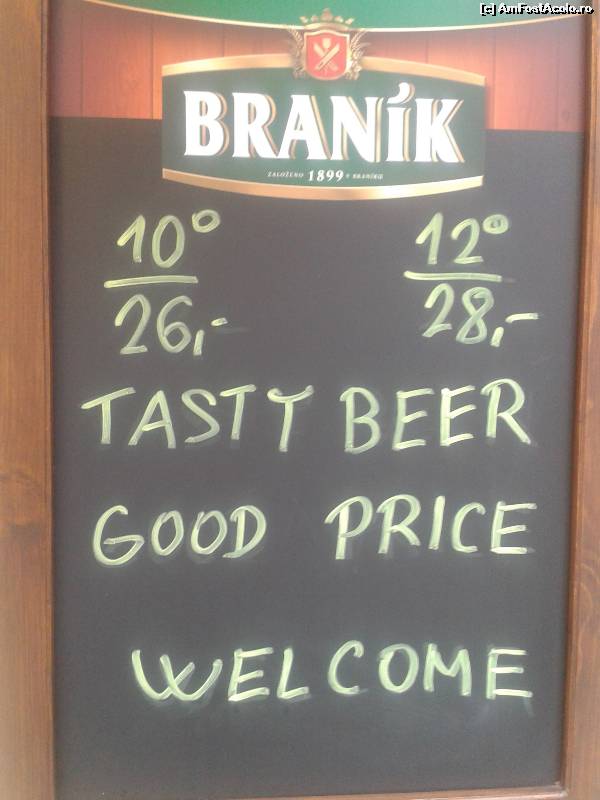 [c] AmFostAcolo.ro
BRANÍK
ZALOŽENO 1899 V BRANÍKU
10° 12°
26,- 28,-
TASTY BEER
GOOD PRICE
WELCOME